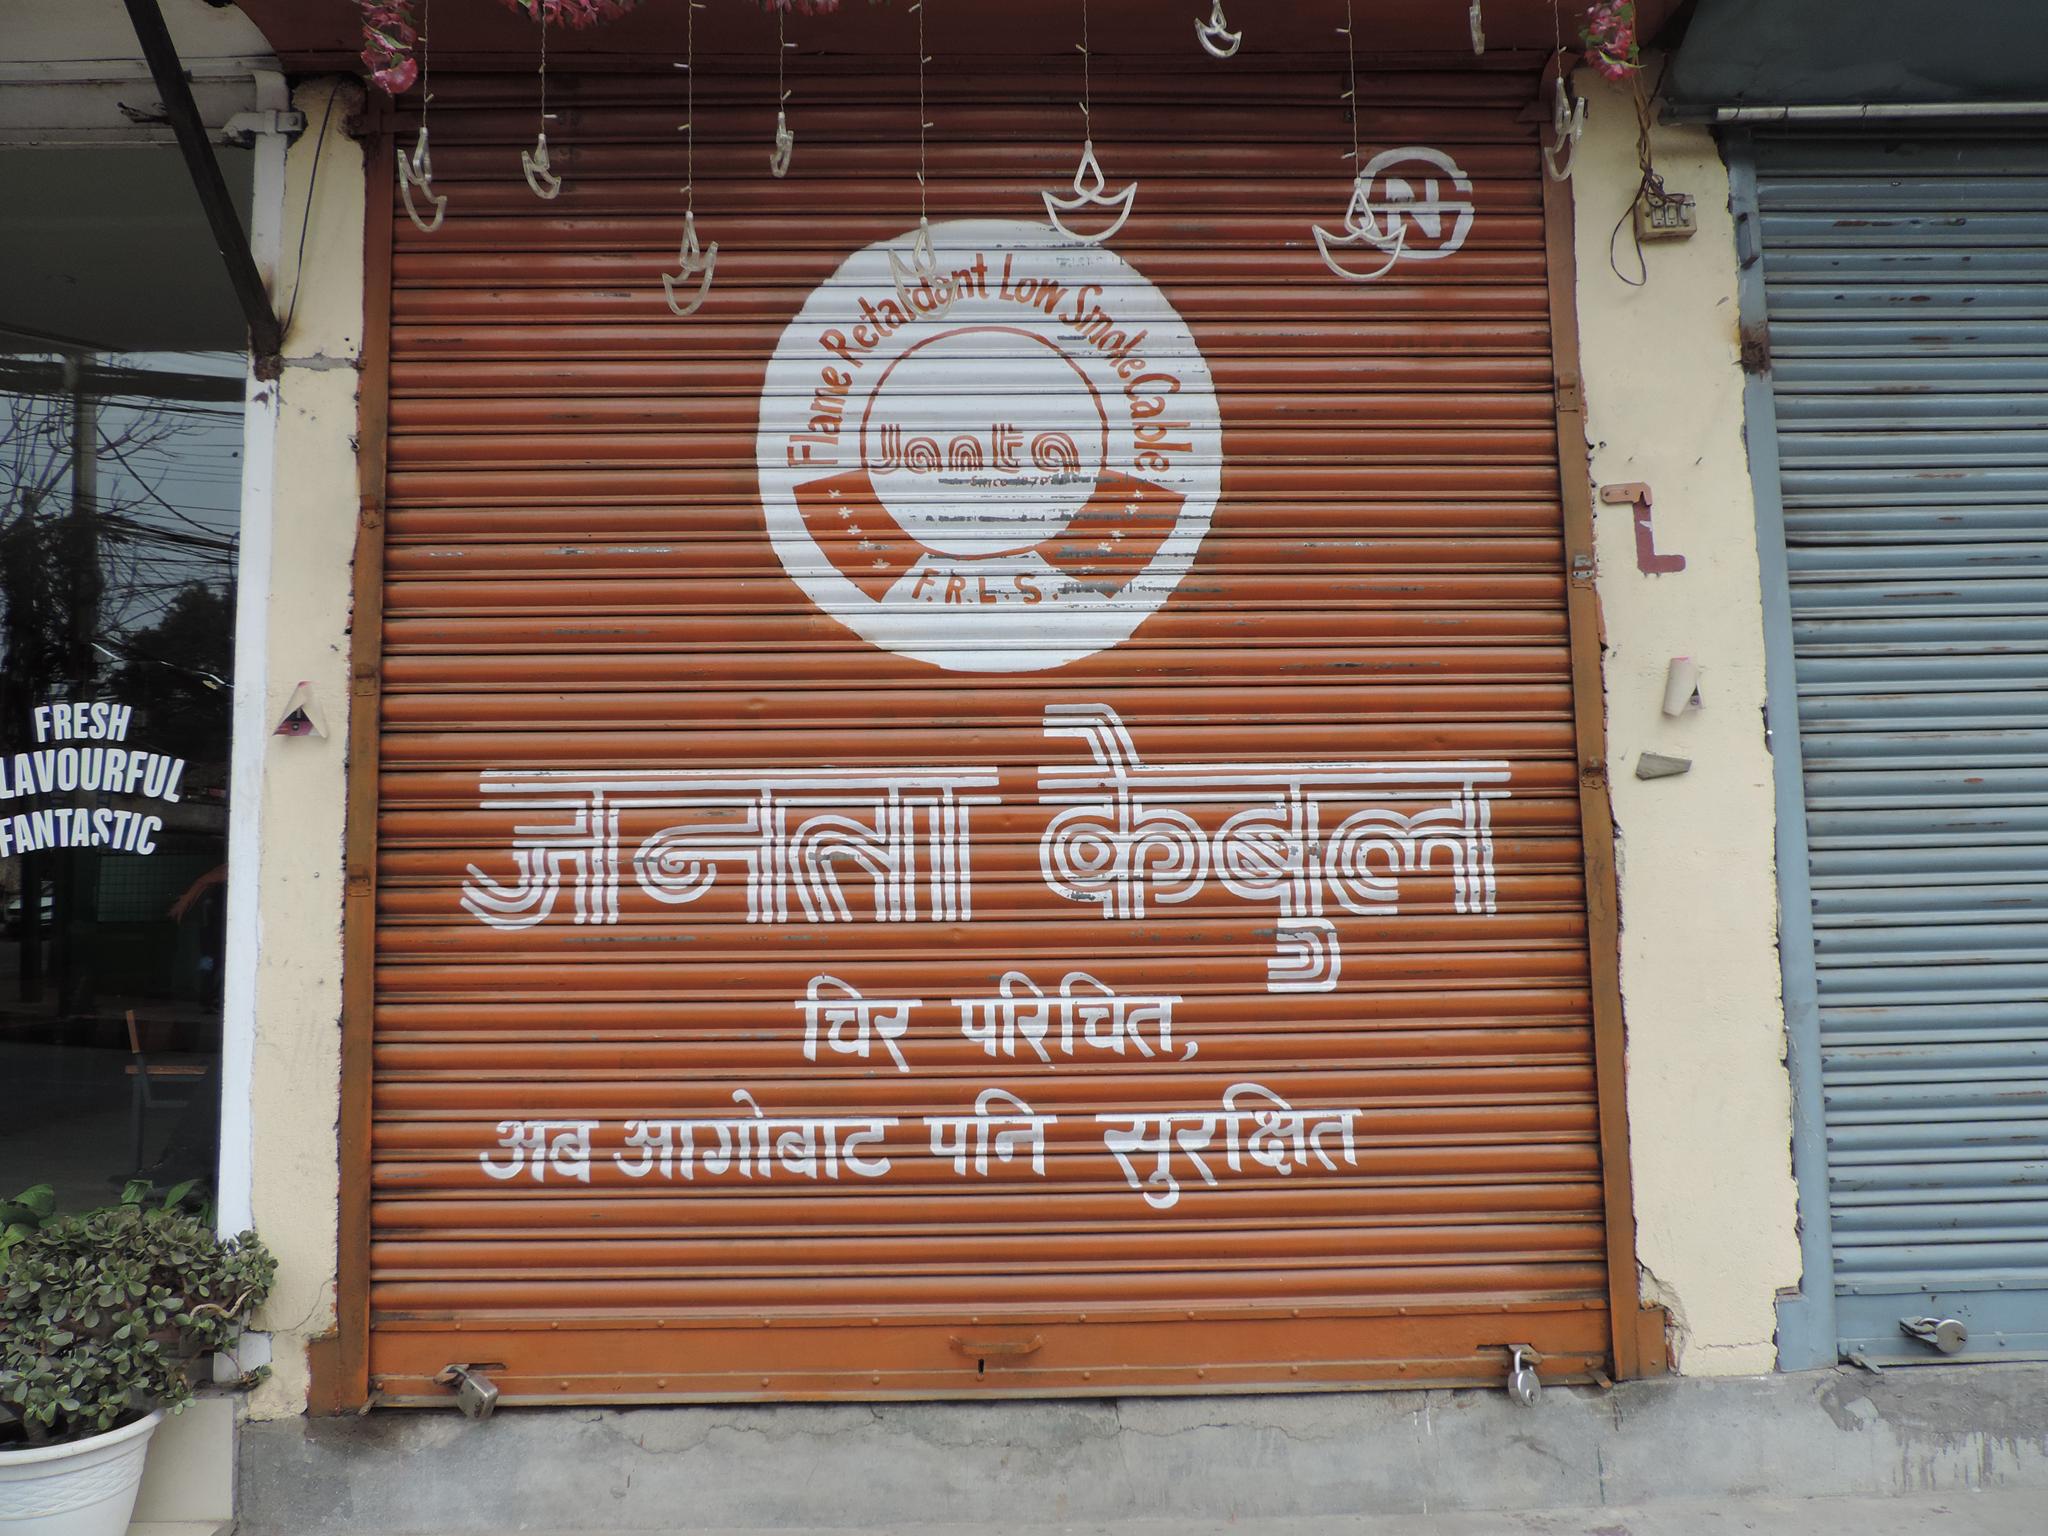 N
Flame Retardant Low Smoke Cable
Janta
F.R.L.S.
FRESH
LAVOURFUL
FANTASTIC
जनता केबुल
चिर परिचित,
अब आगोबाट पनि सुरक्षित